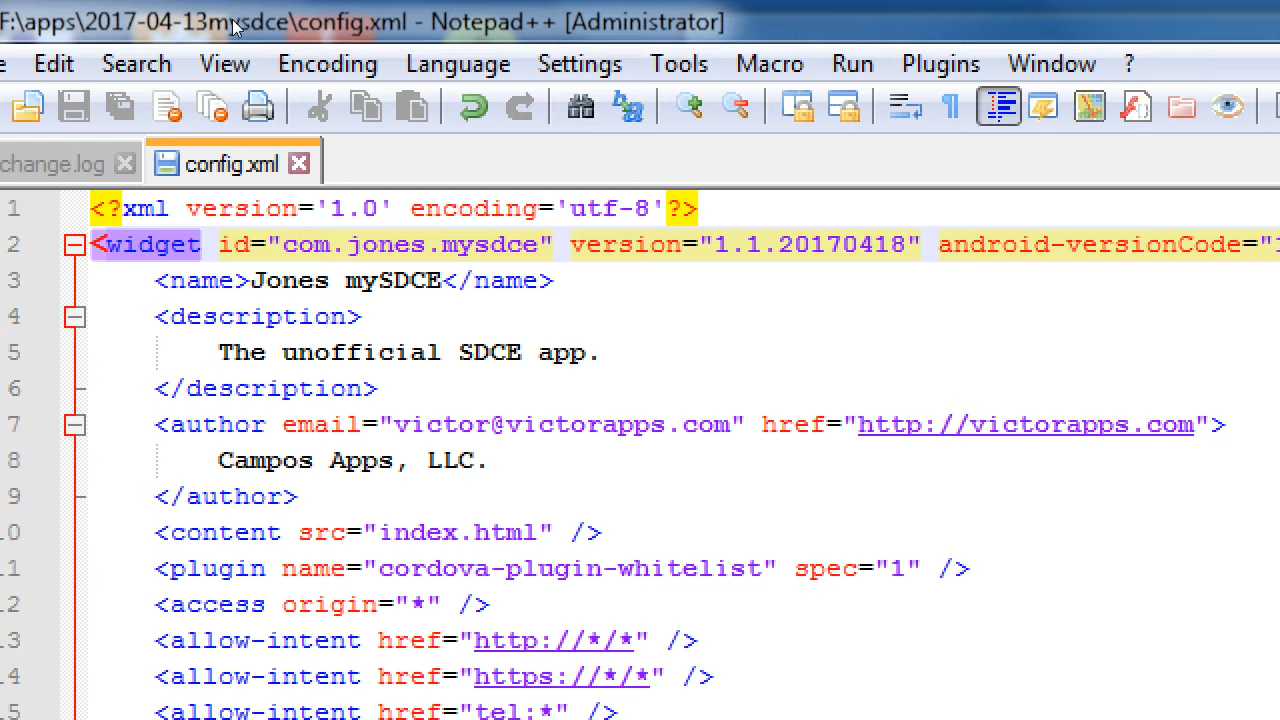 F:\apps\2017-04-13mysdce\config.xml - Notepad++ [Administrator]
Edit Search View Encoding Language Settings Tools Macro Run Plugins Window ?
change.log config.xml
1 <?xml version='1.0' encoding='utf-8'?>
2 <widget id="com.jones.mysdce" version="1.1.20170418" android-versionCode="1
3 <name>Jones mySDCE</name>
4 <description>
5 The unofficial SDCE app.
6 </description>
7 <author email="victor@victorapps.com" href="http://victorapps.com">
8 Campos Apps, LLC.
9 </author>
10 <content src="index.html" />
11 <plugin name="cordova-plugin-whitelist" spec="1" />
12 <access origin="*" />
13 <allow-intent href="http://*/*" />
14 <allow-intent href="https://*/*" />
15 <allow-intent href="tel:*" />